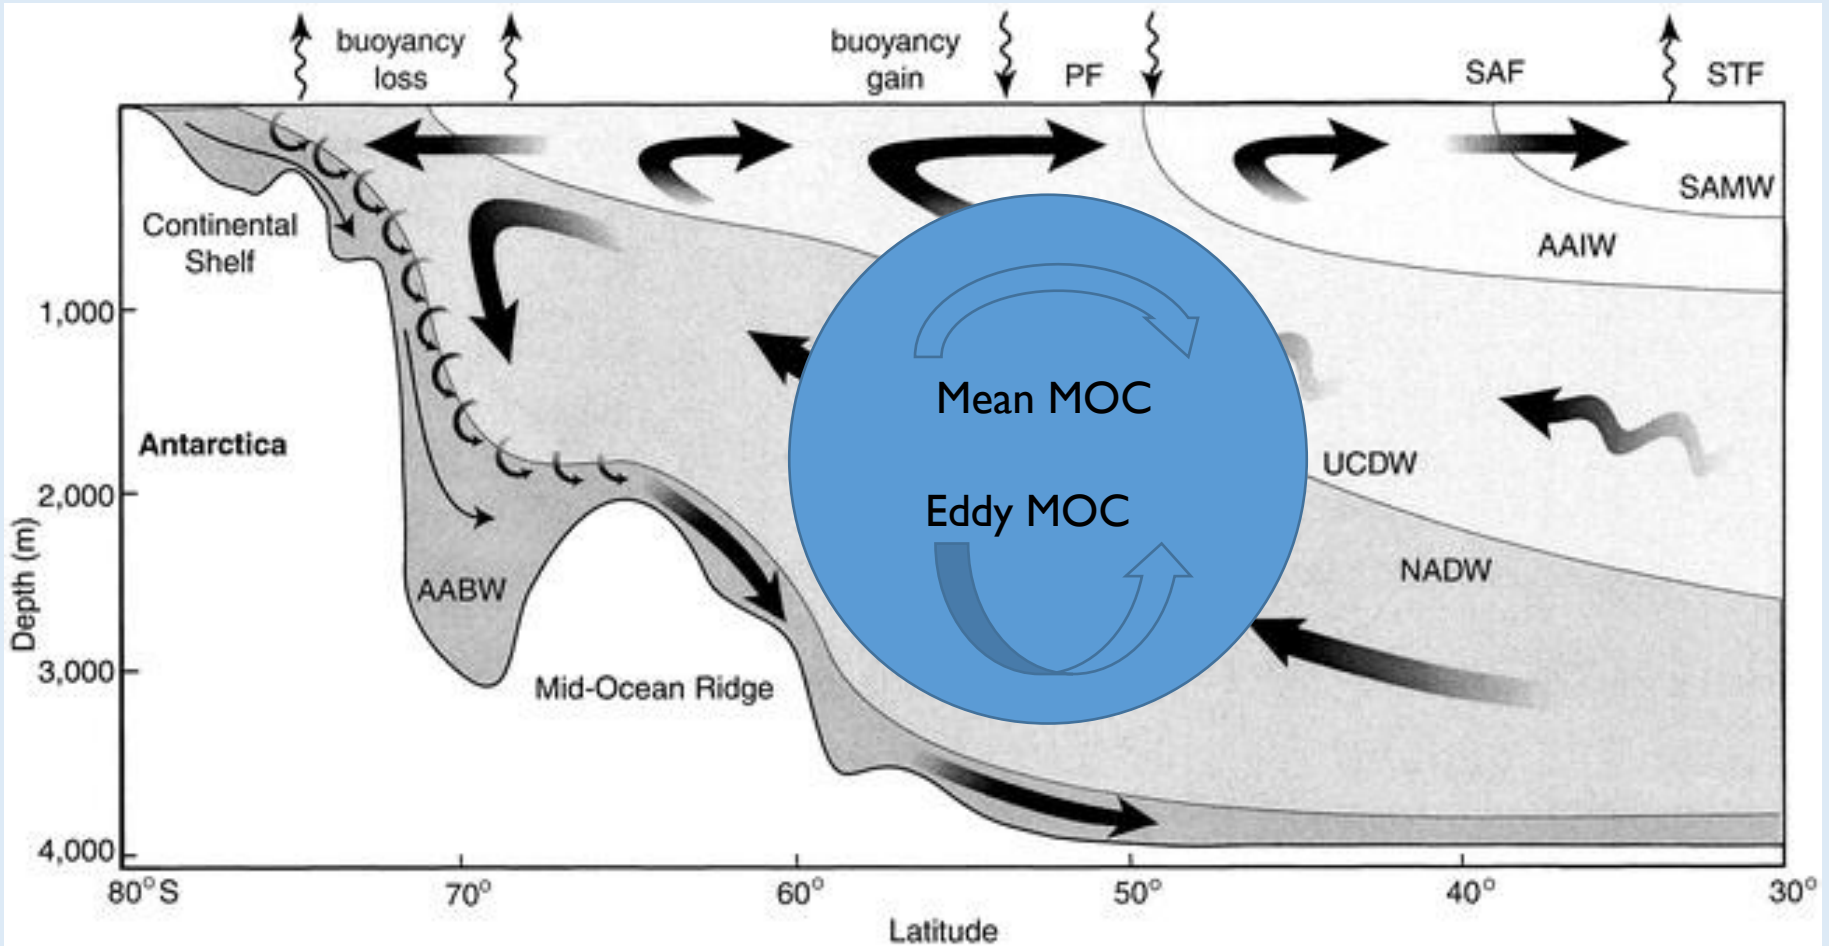 buoyancy
loss
buoyancy
gain
PF
SAF
STF
SAMW
Continental
Shelf
AAIW
1,000
Mean MOC
Antarctica
UCDW
2,000
Eddy MOC
Depth (m)
AABW
NADW
3,000
Mid-Ocean Ridge
4,000
80°S
70°
60°
50°
40°
30°
Latitude